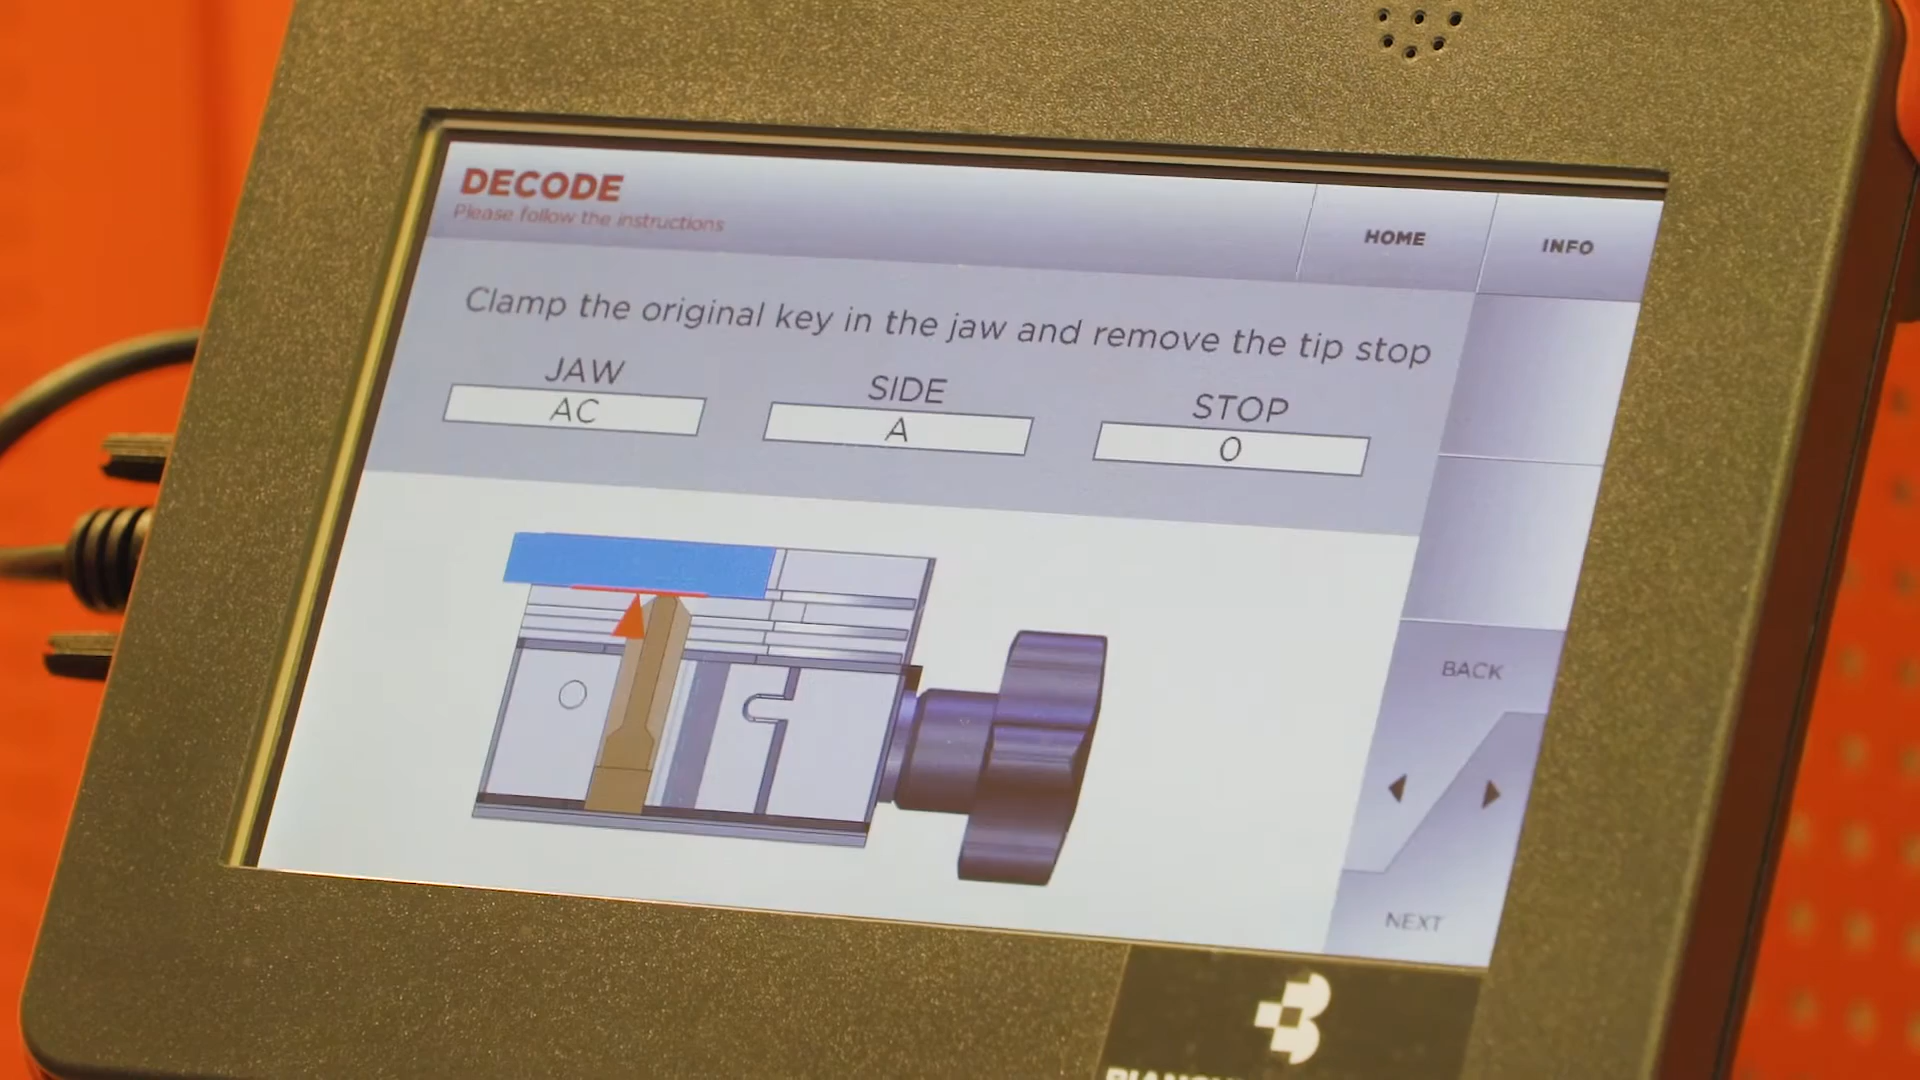 DECODE
Please follow the instructions
HOME
INFO
Clamp the original key in the jaw and remove the tip stop
JAW
SIDE
STOP
AC
A
0
BACK
NEXT